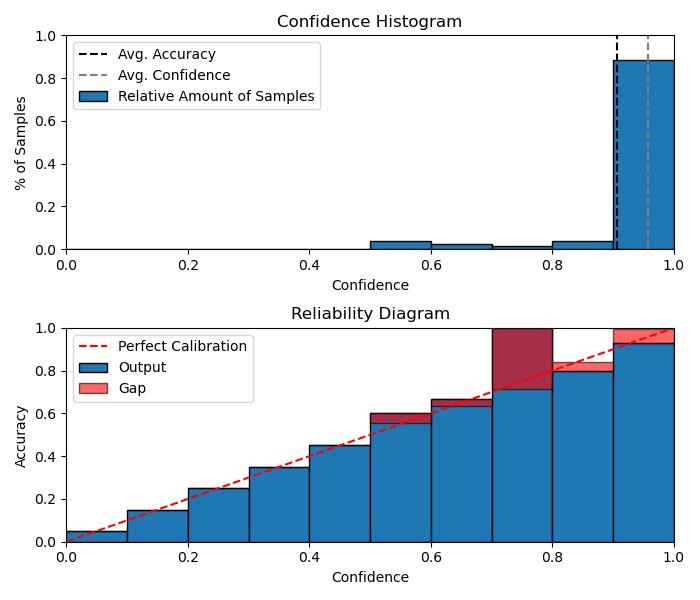 Confidence Histogram
1.0
0.8
0.6
0.4
0.2
0.0
% of Samples
Avg. Accuracy
Avg. Confidence
Relative Amount of Samples
0.0 0.2 0.4 0.6 0.8 1.0
Confidence
Reliability Diagram
1.0
0.8
0.6
0.4
0.2
0.0
Accuracy
Perfect Calibration
Output
Gap
0.0 0.2 0.4 0.6 0.8 1.0
Confidence